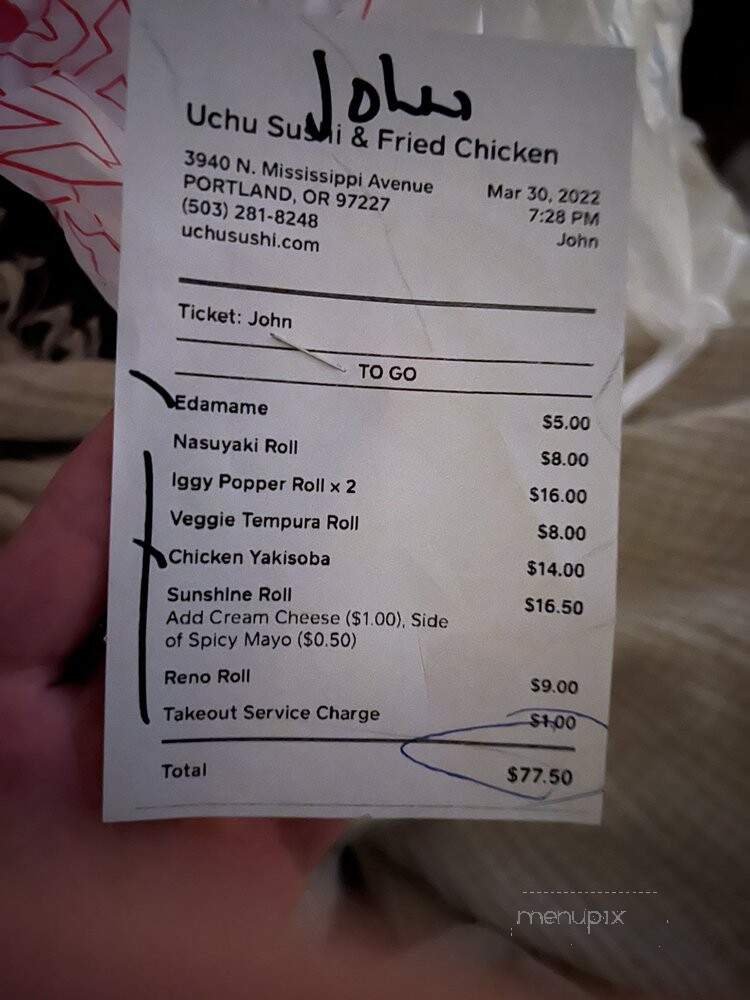 John
Uchu Sushi & Fried Chicken
3940 N. Mississippi Avenue
PORTLAND, OR 97227
(503) 281-8248
uchusushi.com
Mar 30, 2022
7:28 PM
John
Ticket: John
TO GO
Edamame $5.00
Nasuyaki Roll $8.00
Iggy Popper Roll x 2 $16.00
Veggie Tempura Roll $8.00
Chicken Yakisoba $14.00
Sunshine Roll $16.50
Add Cream Cheese ($1.00), Side
of Spicy Mayo ($0.50)
Reno Roll $9.00
Takeout Service Charge $1.00
Total $77.50
menupix